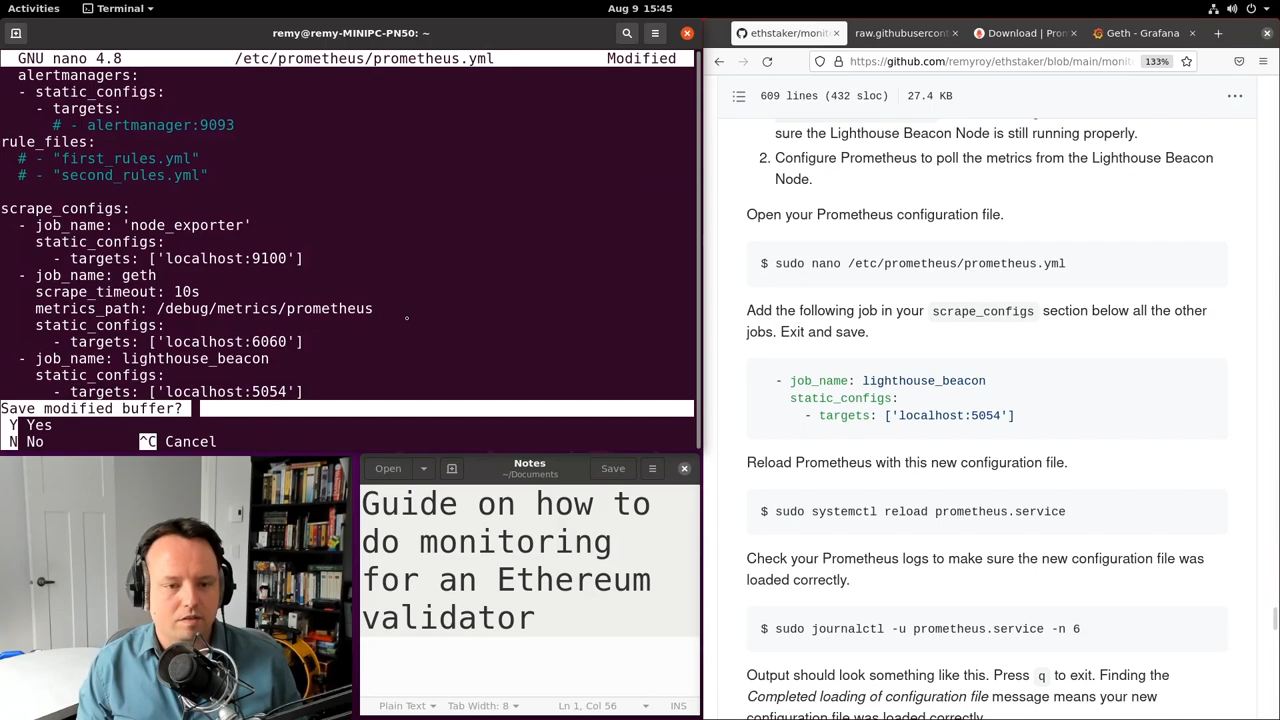 Activities
Terminal
Aug 9 15:45
remy@remy-MINIPC-PN50: ~
GNU nano 4.8 /etc/prometheus/prometheus.yml Modified
alertmanagers:
- static_configs:
- targets:
# - alertmanager:9093
rule_files:
# - "first_rules.yml"
# - "second_rules.yml"
scrape_configs:
- job_name: 'node_exporter'
static_configs:
- targets: ['localhost:9100']
- job_name: geth
scrape_timeout: 10s
metrics_path: /debug/metrics/prometheus
static_configs:
- targets: ['localhost:6060']
- job_name: lighthouse_beacon
static_configs:
- targets: ['localhost:5054']
Save modified buffer?
Y Yes
N No ^C Cancel
Open
Notes
~/Documents
Save
Guide on how to
do monitoring
for an Ethereum
validator
Plain Text Tab Width: 8 Ln 1, Col 56 INS
ethstaker/moni
raw.githubusercont
Download | Pron
Geth - Grafana
https://github.com/remyroy/ethstaker/blob/main/monit
133%
609 lines (432 sloc) 27.4 KB
sure the Lighthouse Beacon Node is still running properly.
2. Configure Prometheus to poll the metrics from the Lighthouse Beacon
Node.
Open your Prometheus configuration file.
$ sudo nano /etc/prometheus/prometheus.yml
Add the following job in your scrape_configs section below all the other
jobs. Exit and save.
- job_name: lighthouse_beacon
static_configs:
- targets: ['localhost:5054']
Reload Prometheus with this new configuration file.
$ sudo systemctl reload prometheus.service
Check your Prometheus logs to make sure the new configuration file was
loaded correctly.
$ sudo journalctl -u prometheus.service -n 6
Output should look something like this. Press q to exit. Finding the
Completed loading of configuration file message means your new
configuration file was loaded correctly.